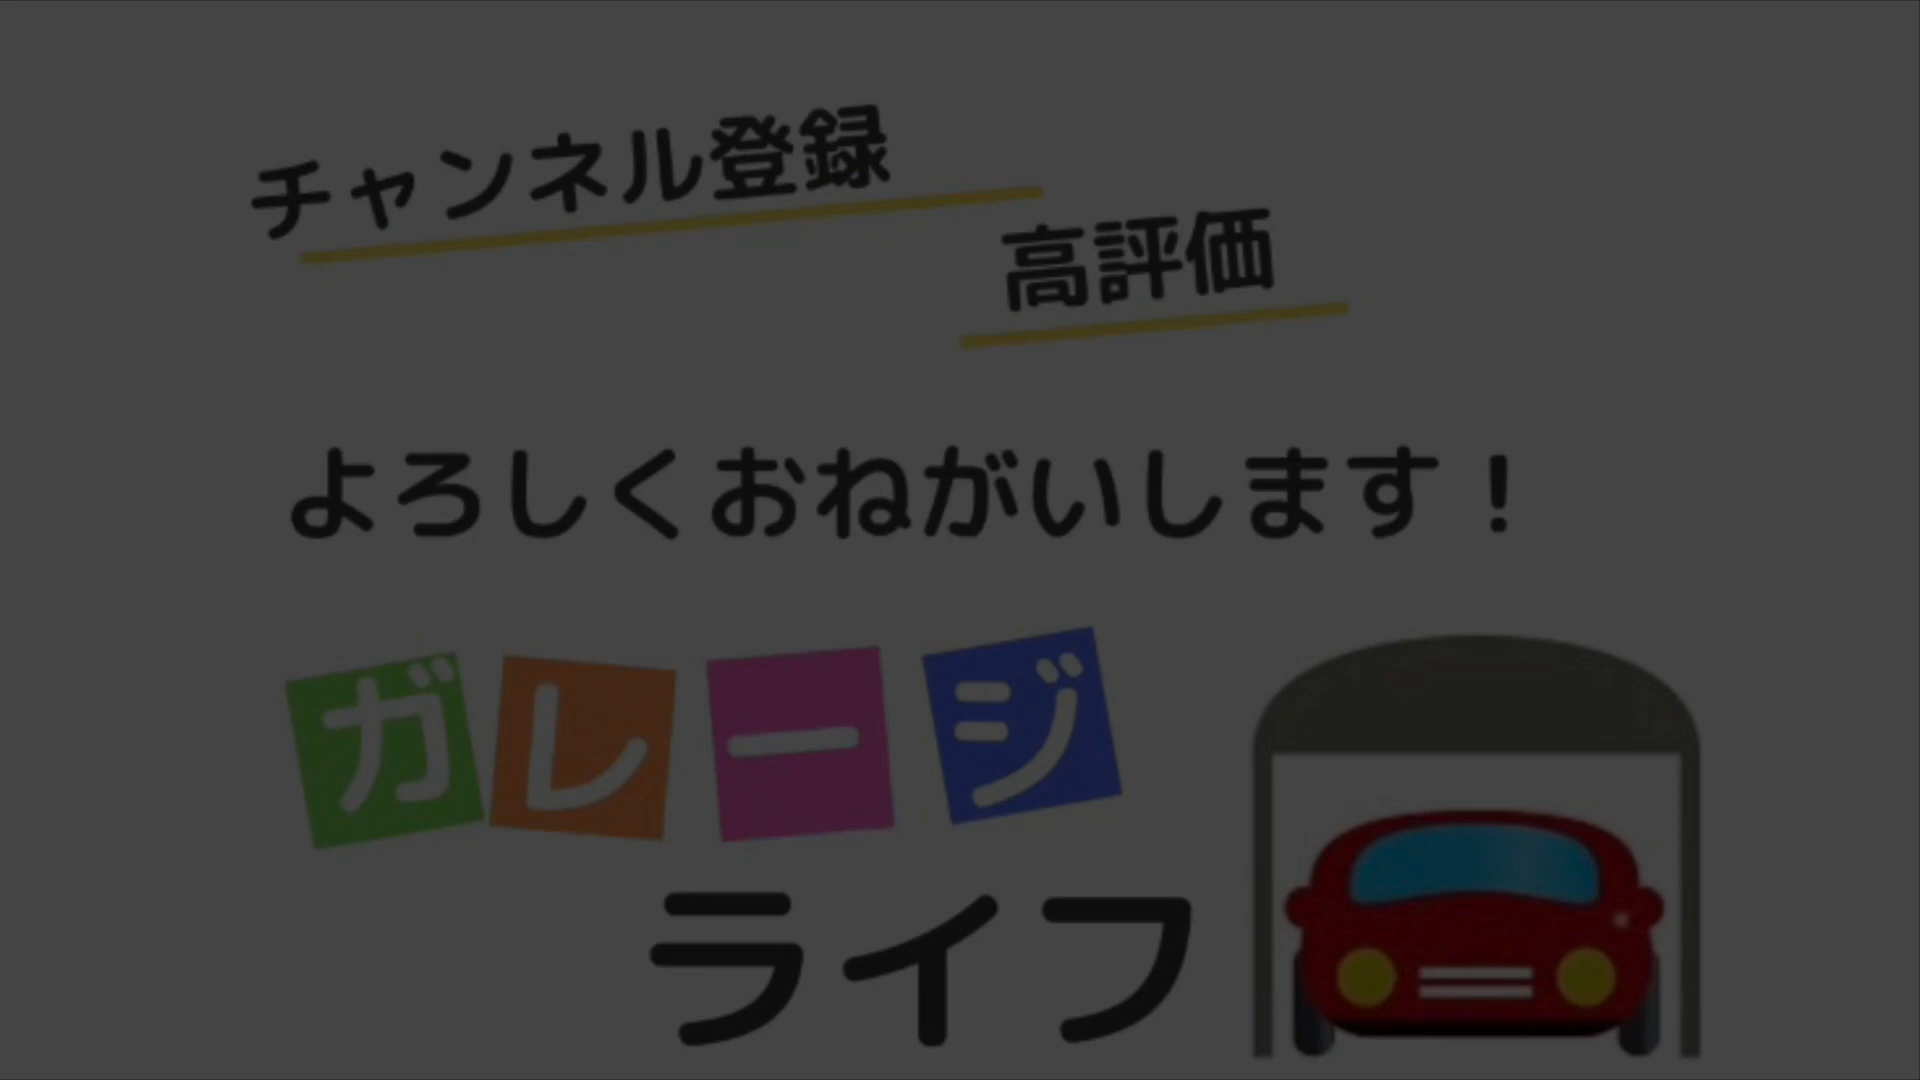 チャンネル登録
高評価
よろしくおねがいします！
ガレージ
ライフ